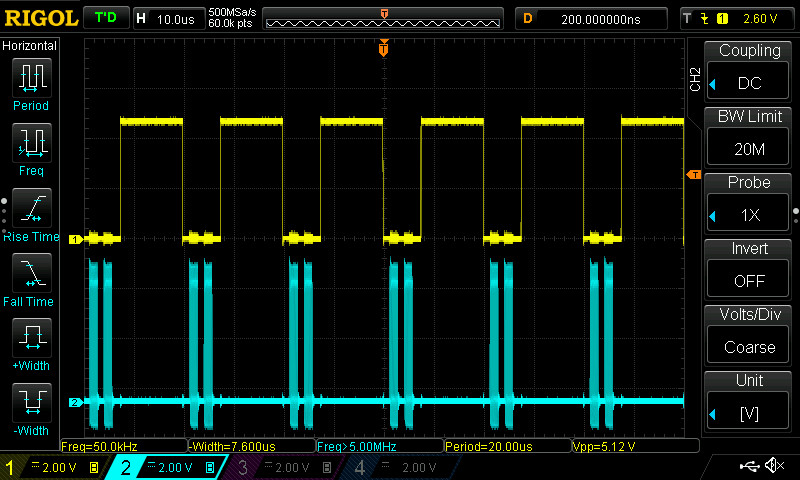 RIGOL T'D H 10.0us 500MSa/s 60.0k pts T D 200.000000ns T 1 2.60 V
Horizontal
Period
Freq
Rise Time
Fall Time
+Width
-Width
T
T
1
2
CH2
Coupling
DC
BW Limit
20M
Probe
1X
Invert
OFF
Volts/Div
Coarse
Unit
[V]
Freq=50.0kHz -Width=7.600us Freq>5.00MHz Period=20.00us Vpp=5.12 V
1 2.00 V B 2 2.00 V B 3 2.00 V B 4 2.00 V